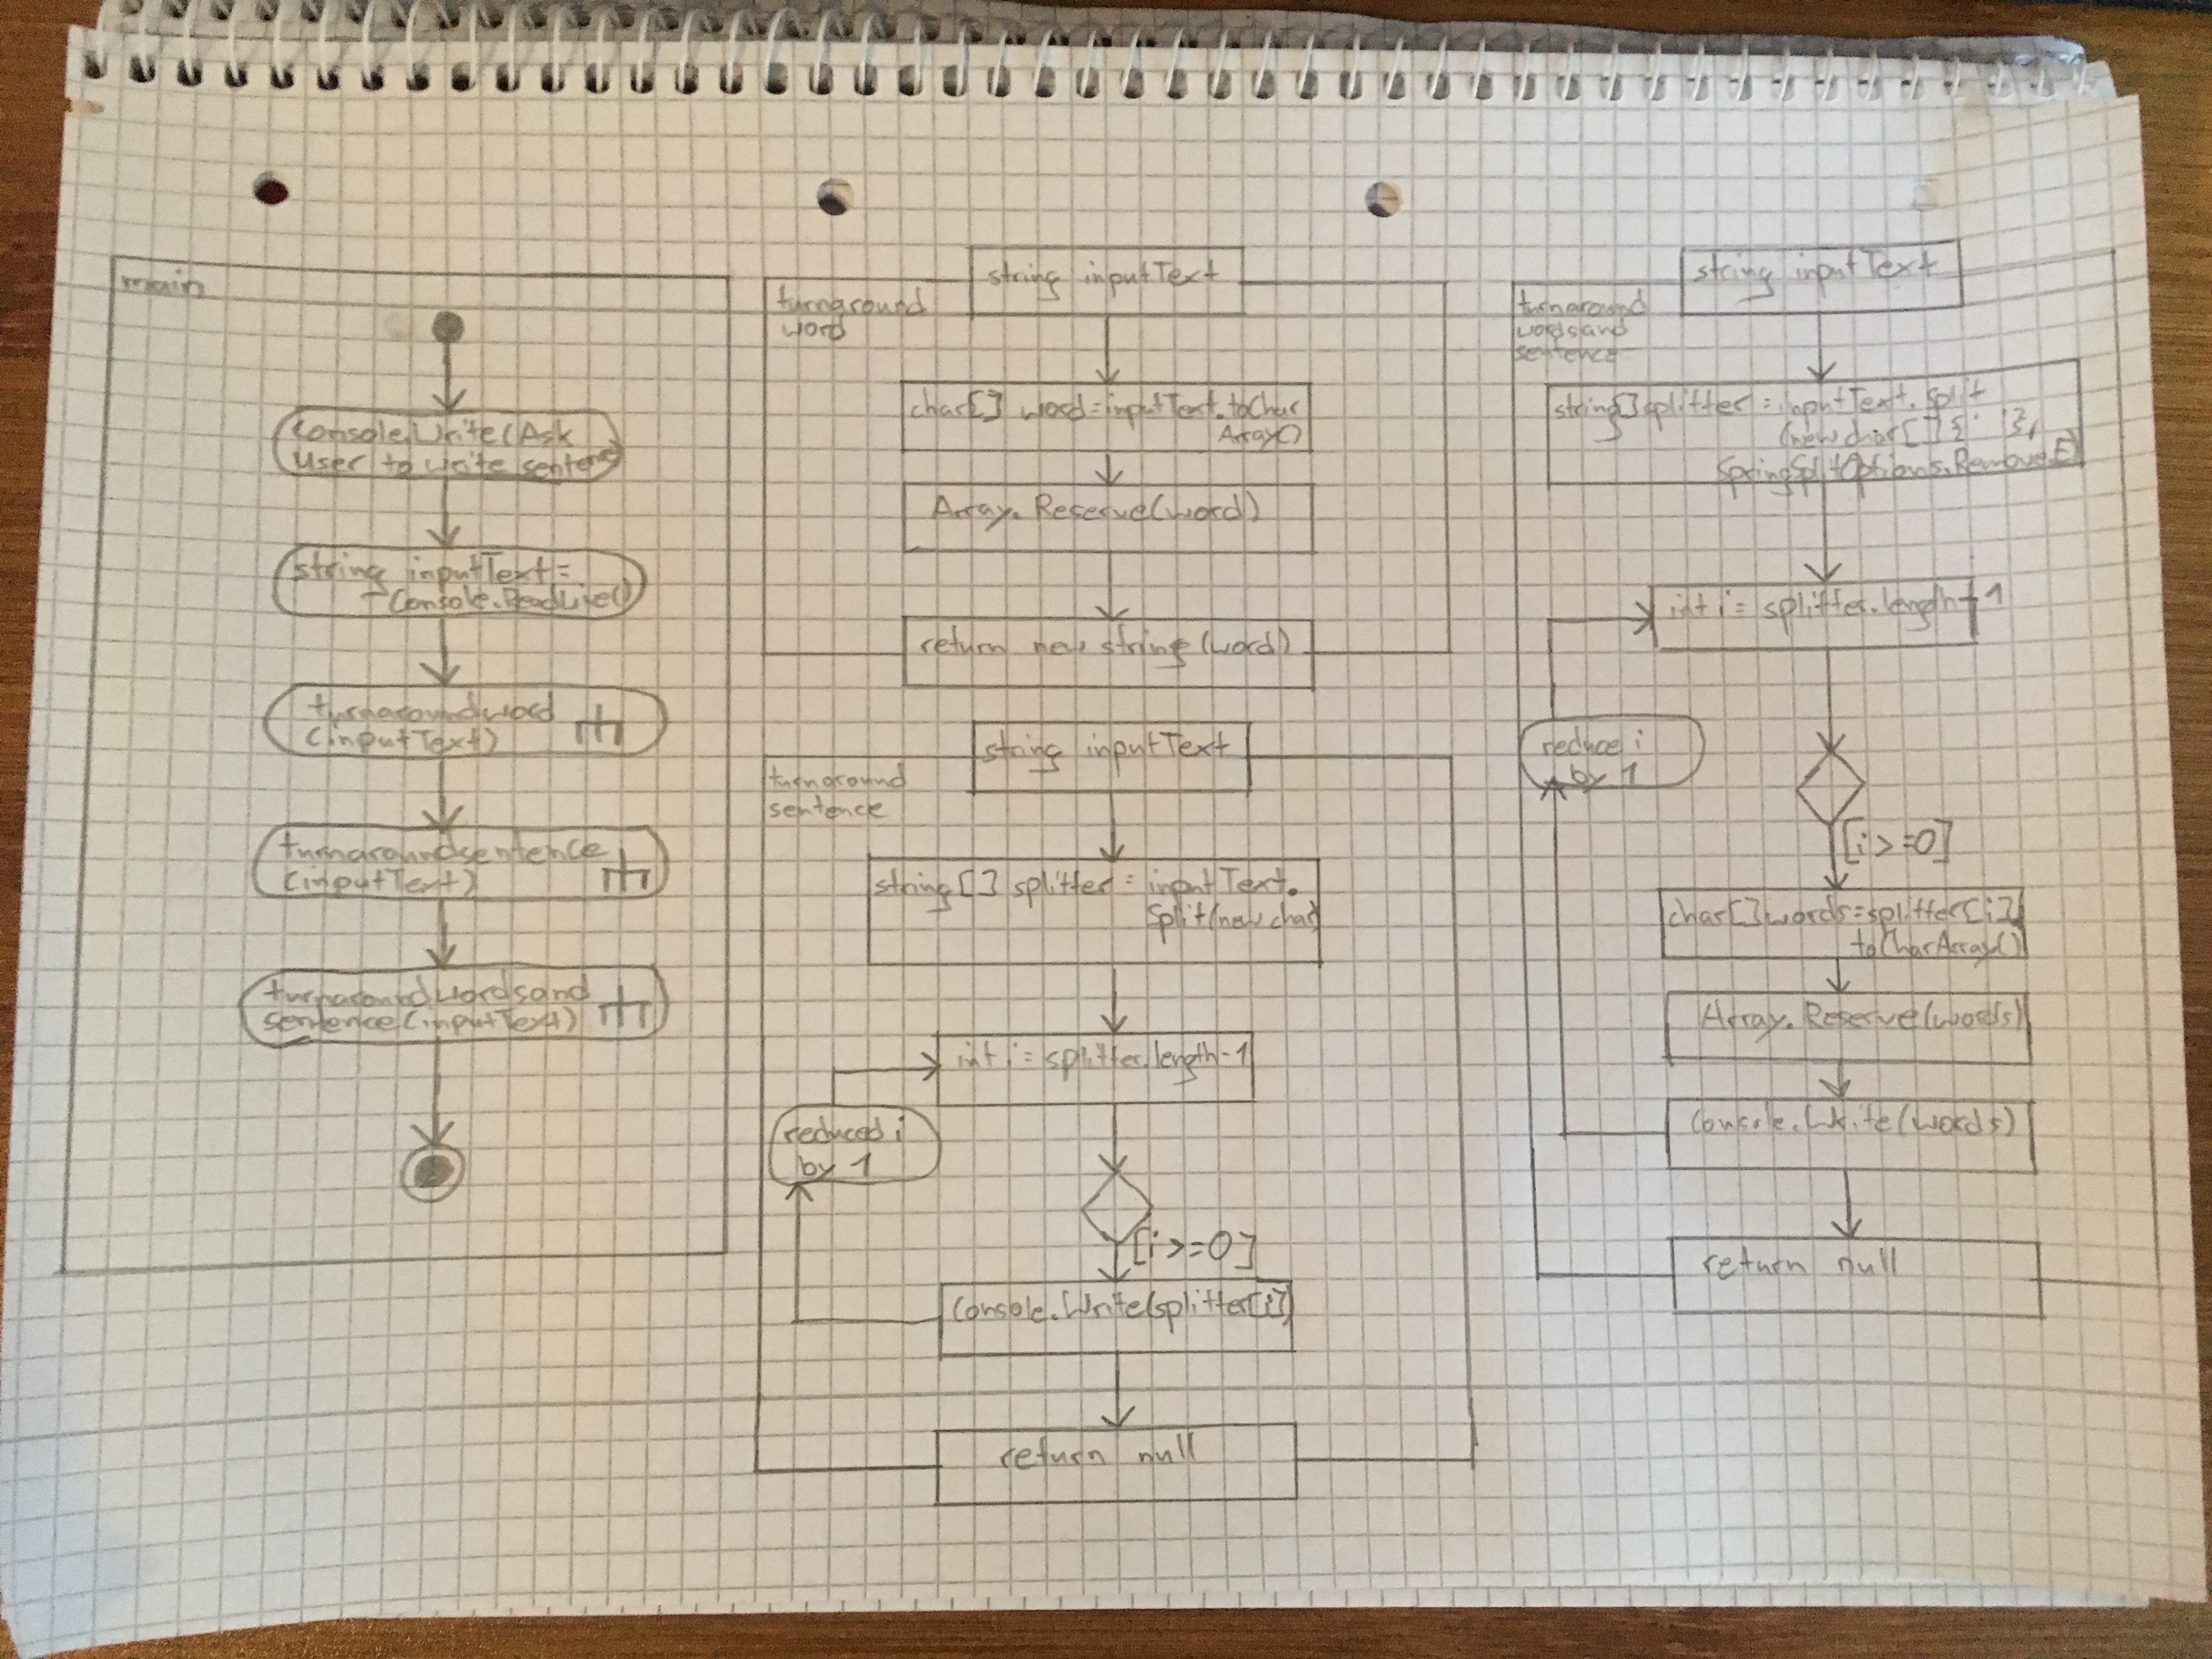 main
Console.Write(Ask
User to write sentence
string inputText=
Console.ReadLine()
turnaroundword
(inputText)
turnaroundsentence
(inputText)
turnaroundwordsand
sentence(inputText)
turnaround
word
string inputText
char[] word=inputText.toChar
Array()
Array.Reserve(word)
return new string(word)
turnaround
sentence
string inputText
string[] splitter = inputText.
Split(new char
int i = splitter.length-1
reduced i
by 1
[i>=0]
Console.Write(splitter[i])
return null
turnaround
wordsand
sentence
string inputText
string[] splitter = inputText.Split
(new char[]{' '},
SpringSplitOptions.RemoveE)
int i = splitter.length-1
reduce i
by 1
[i>=0]
char[] words=splitter[i].
toCharArray()
Array.Reserve(words)
Console.Write(words)
return null